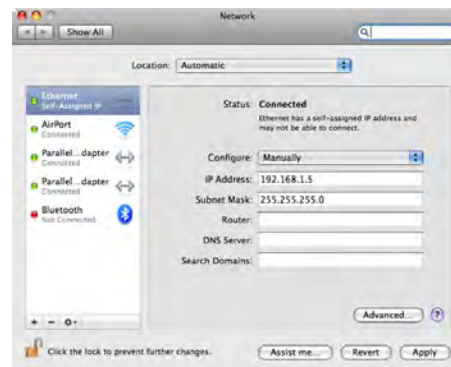 Network
Show All
Location: Automatic
Ethernet
Self-Assigned IP
AirPort
Connected
Parallel...dapter
Connected
Parallel...dapter
Connected
Bluetooth
Not Connected
Status: Connected
Ethernet has a self-assigned IP address and
may not be able to connect.
Configure: Manually
IP Address: 192.168.1.5
Subnet Mask: 255.255.255.0
Router:
DNS Server:
Search Domains:
Advanced... ?
+ −
Click the lock to prevent further changes.
Assist me... Revert Apply